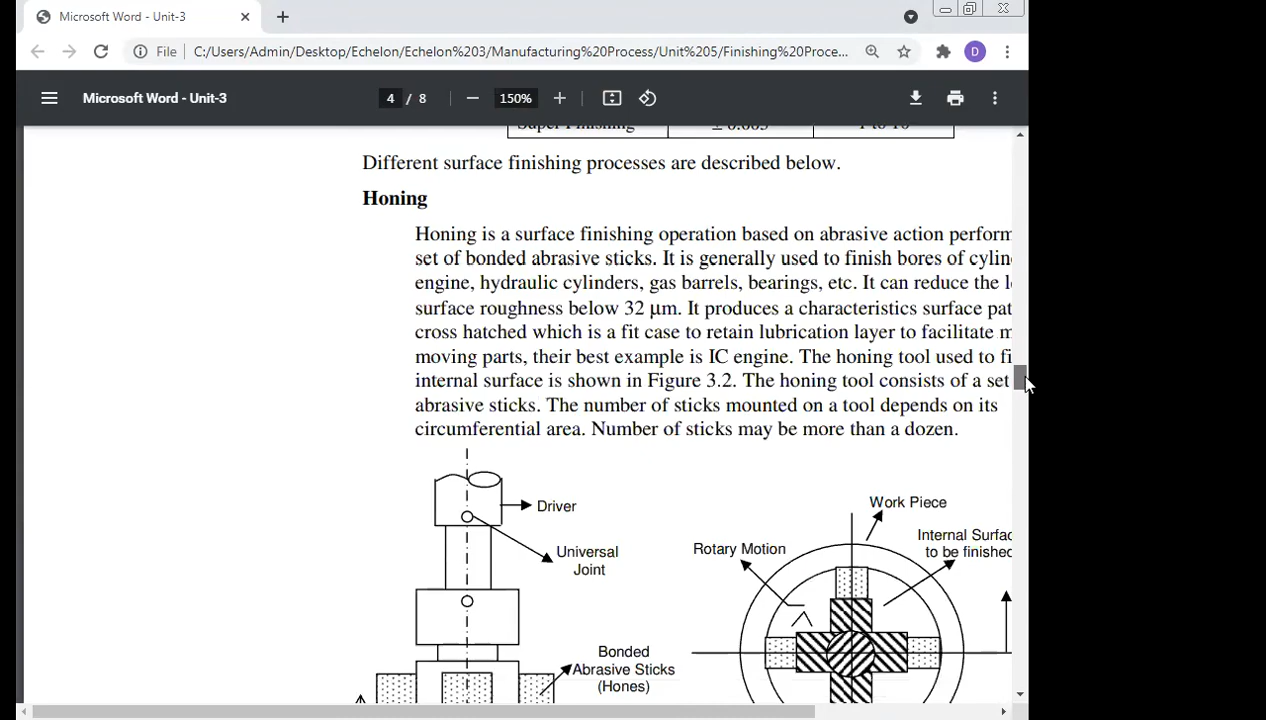 Microsoft Word - Unit-3
File C:/Users/Admin/Desktop/Echelon/Echelon%203/Manufacturing%20Process/Unit%205/Finishing%20Proce...
D
Microsoft Word - Unit-3
4 / 8
150%
Super Finishing ± 0.003 1 to 10
Different surface finishing processes are described below.
Honing
Honing is a surface finishing operation based on abrasive action perform
set of bonded abrasive sticks. It is generally used to finish bores of cylin
engine, hydraulic cylinders, gas barrels, bearings, etc. It can reduce the l
surface roughness below 32 µm. It produces a characteristics surface pat
cross hatched which is a fit case to retain lubrication layer to facilitate m
moving parts, their best example is IC engine. The honing tool used to fi
internal surface is shown in Figure 3.2. The honing tool consists of a set
abrasive sticks. The number of sticks mounted on a tool depends on its
circumferential area. Number of sticks may be more than a dozen.
Driver
Universal
Joint
Bonded
Abrasive Sticks
(Hones)
Work Piece
Rotary Motion
Internal Surfac
to be finished